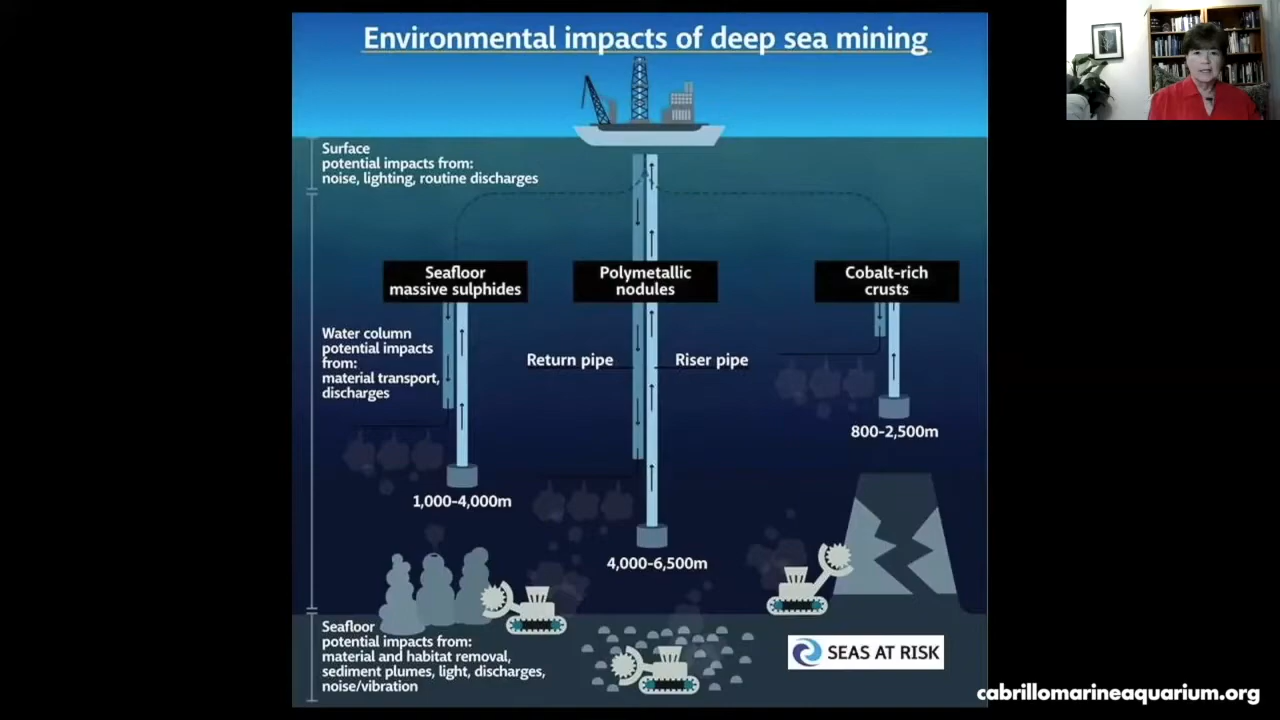 Environmental impacts of deep sea mining
Surface
potential impacts from:
noise, lighting, routine discharges
Seafloor
massive sulphides
Polymetallic
nodules
Cobalt-rich
crusts
Water column
potential impacts
from:
material transport,
discharges
Return pipe
Riser pipe
800-2,500m
1,000-4,000m
4,000-6,500m
Seafloor
potential impacts from:
material and habitat removal,
sediment plumes, light, discharges,
noise/vibration
SEAS AT RISK
cabrillomarineaquarium.org